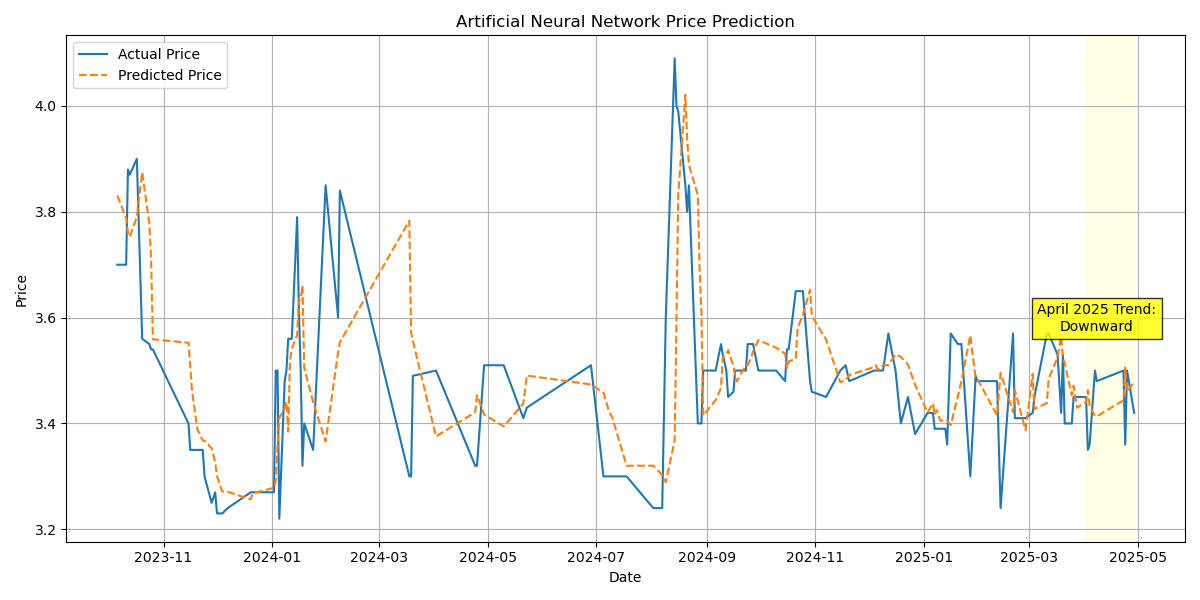 Artificial Neural Network Price Prediction
Actual Price
Predicted Price
April 2025 Trend:
Downward
Price
4.0
3.8
3.6
3.4
3.2
2023-11
2024-01
2024-03
2024-05
2024-07
2024-09
2024-11
2025-01
2025-03
2025-05
Date